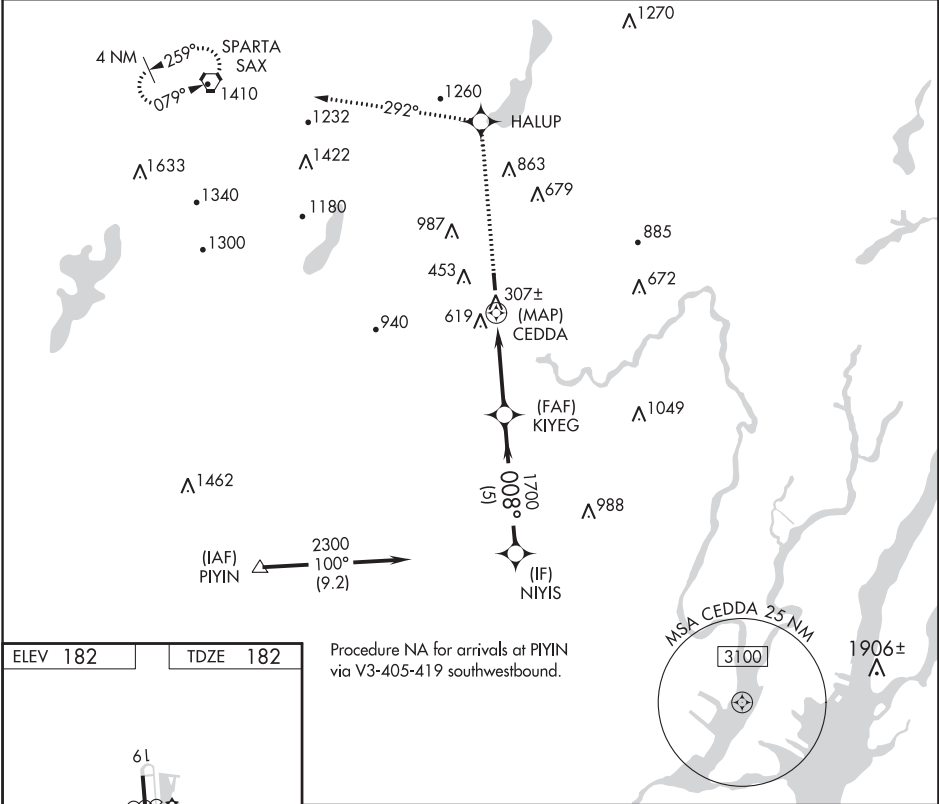 1270
4 NM
259°
SPARTA
SAX
079°
1410
292°
1260
HALUP
1232
1633
1422
863
679
1340
1180
987
885
1300
453
672
307±
(MAP)
CEDDA
619
940
(FAF)
KIYEG
1049
1462
1700
008°
(5)
988
(IAF)
PIYIN
2300
100°
(9.2)
(IF)
NIYIS
MSA CEDDA 25 NM
3100
1906±
Procedure NA for arrivals at PIYIN
via V3-405-419 southwestbound.
ELEV 182
TDZE 182
19